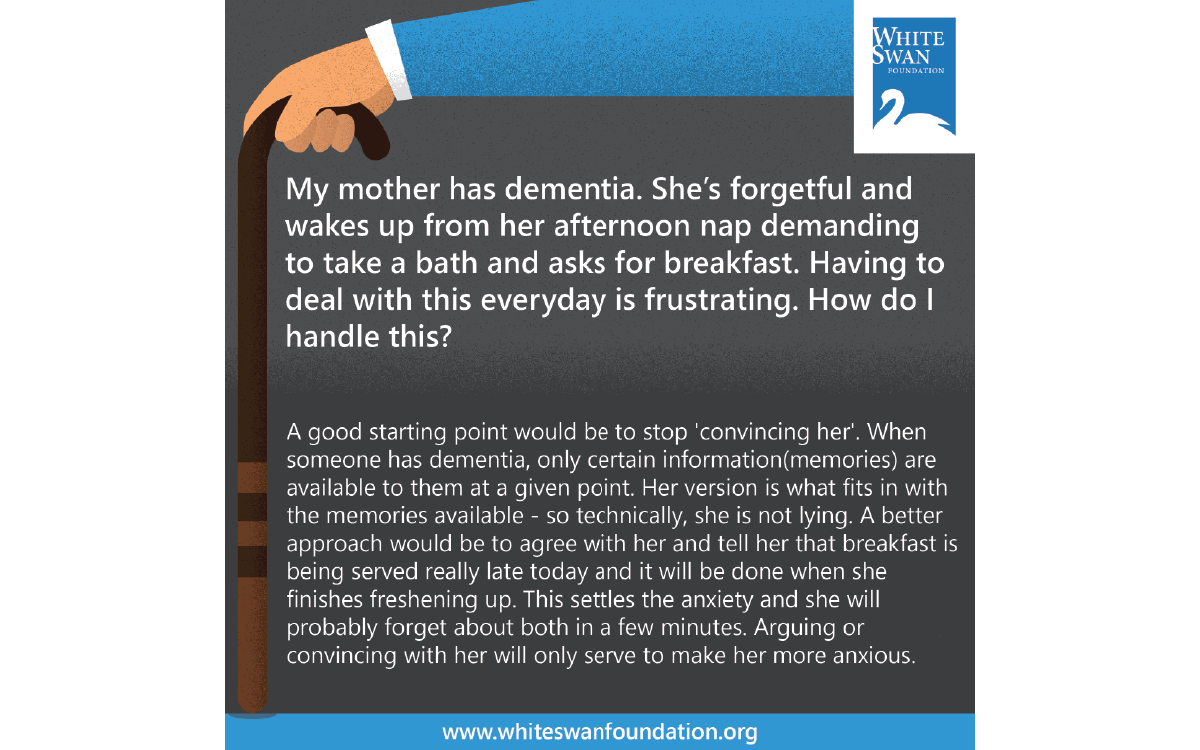 WHITE
SWAN
FOUNDATION
My mother has dementia. She’s forgetful and
wakes up from her afternoon nap demanding
to take a bath and asks for breakfast. Having to
deal with this everyday is frustrating. How do I
handle this?
A good starting point would be to stop 'convincing her'. When
someone has dementia, only certain information(memories) are
available to them at a given point. Her version is what fits in with
the memories available - so technically, she is not lying. A better
approach would be to agree with her and tell her that breakfast is
being served really late today and it will be done when she
finishes freshening up. This settles the anxiety and she will
probably forget about both in a few minutes. Arguing or
convincing with her will only serve to make her more anxious.
www.whiteswanfoundation.org